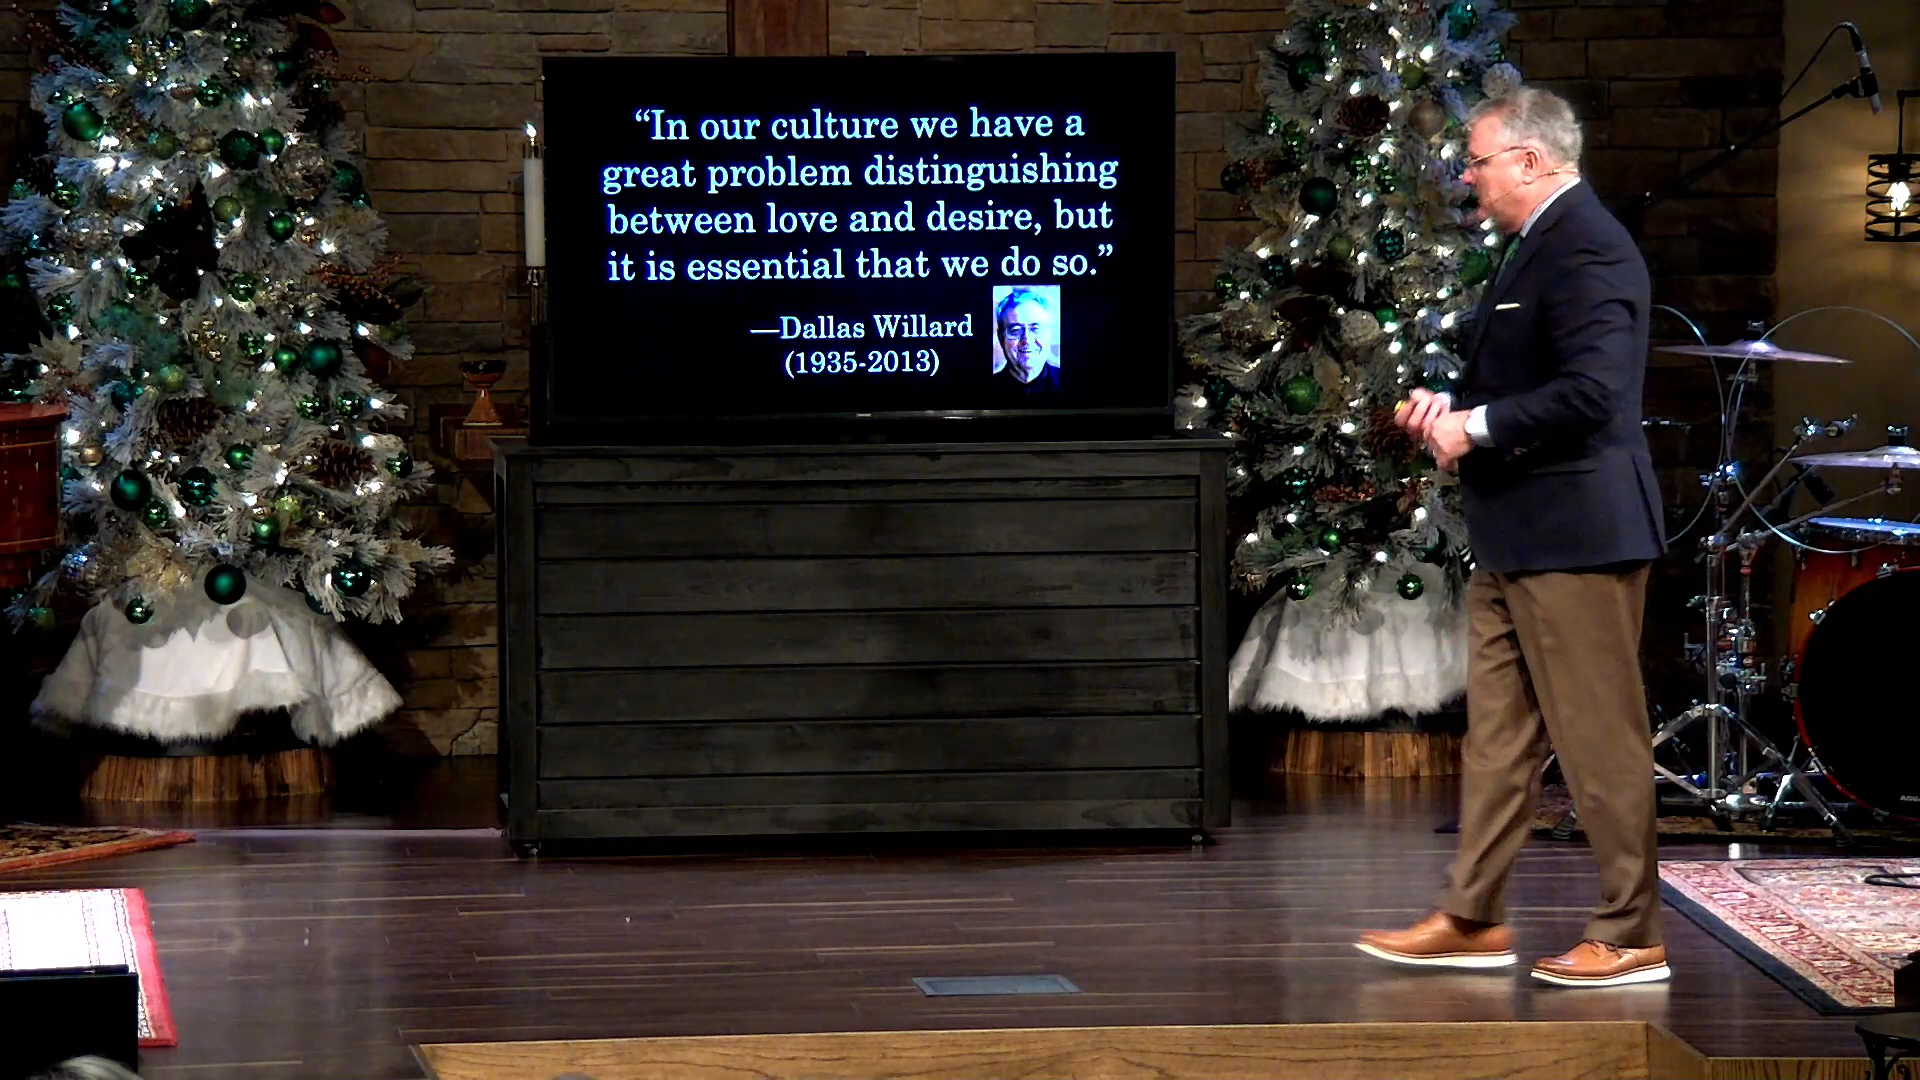 “In our culture we have a
great problem distinguishing
between love and desire, but
it is essential that we do so.”
—Dallas Willard
(1935-2013)